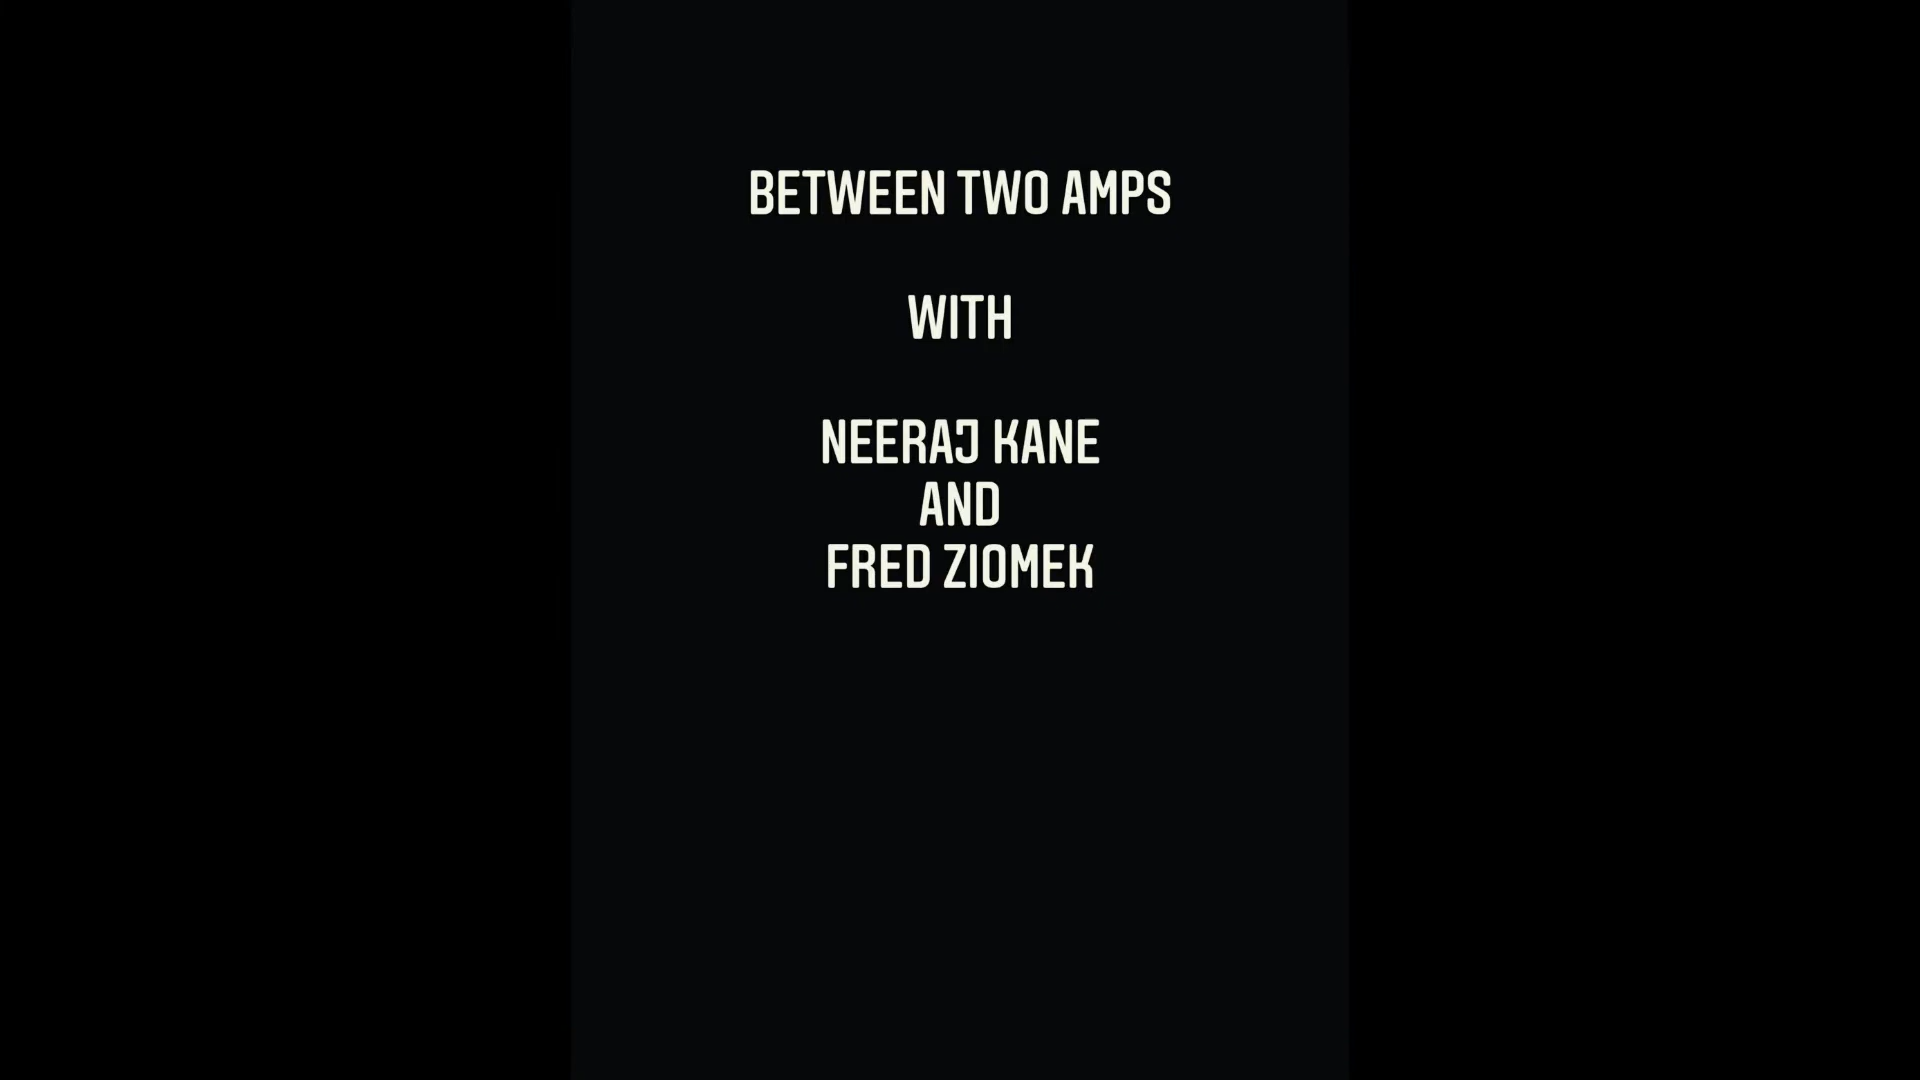 BETWEEN TWO AMPS
WITH
NEERAJ KANE
AND
FRED ZIOMEK